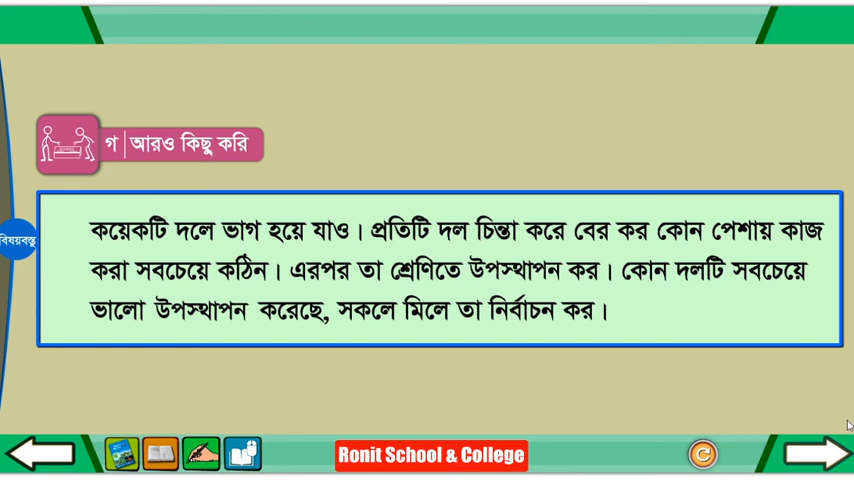 গ | আরও কিছু করি
কয়েকটি দলে ভাগ হয়ে যাও। প্রতিটি দল চিন্তা করে বের কর কোন পেশায় কাজ
করা সবচেয়ে কঠিন। এরপর তা শ্রেণিতে উপস্থাপন কর। কোন দলটি সবচেয়ে
ভালো উপস্থাপন করেছে, সকলে মিলে তা নির্বাচন কর।
বিষয়বস্তু
Ronit School & College